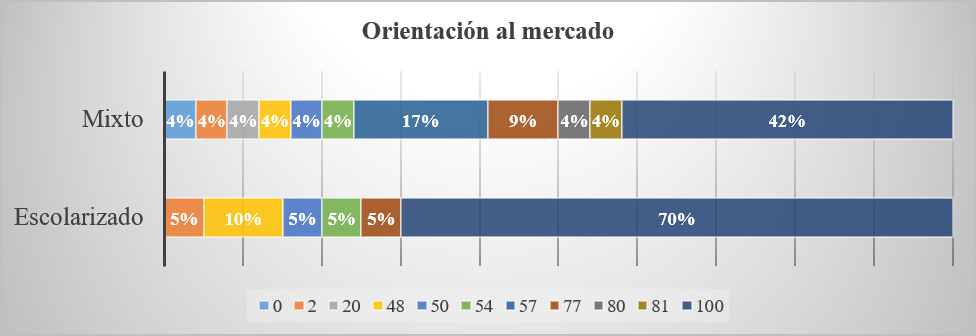 Orientación al mercado
Mixto 4% 4% 4% 4% 4% 4% 17% 9% 4% 4% 42%
Escolarizado 5% 10% 5% 5% 5% 70%
0 2 20 48 50 54 57 77 80 81 100